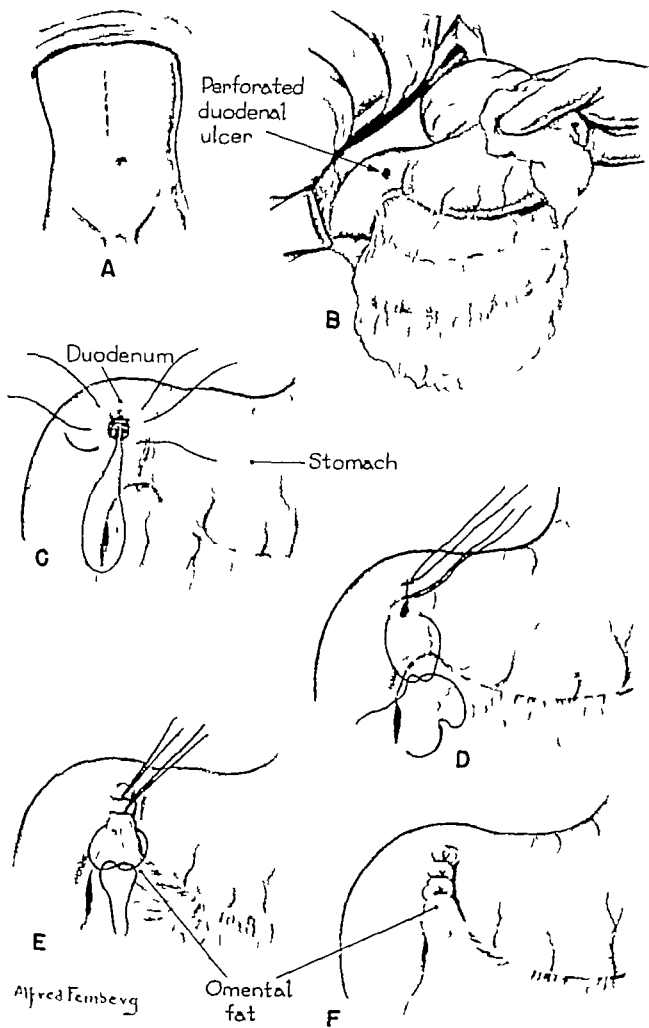 Perforated
duodenal
ulcer
A
B
Duodenum
Stomach
C
D
E
Omental
fat
F
Alfred Feinberg